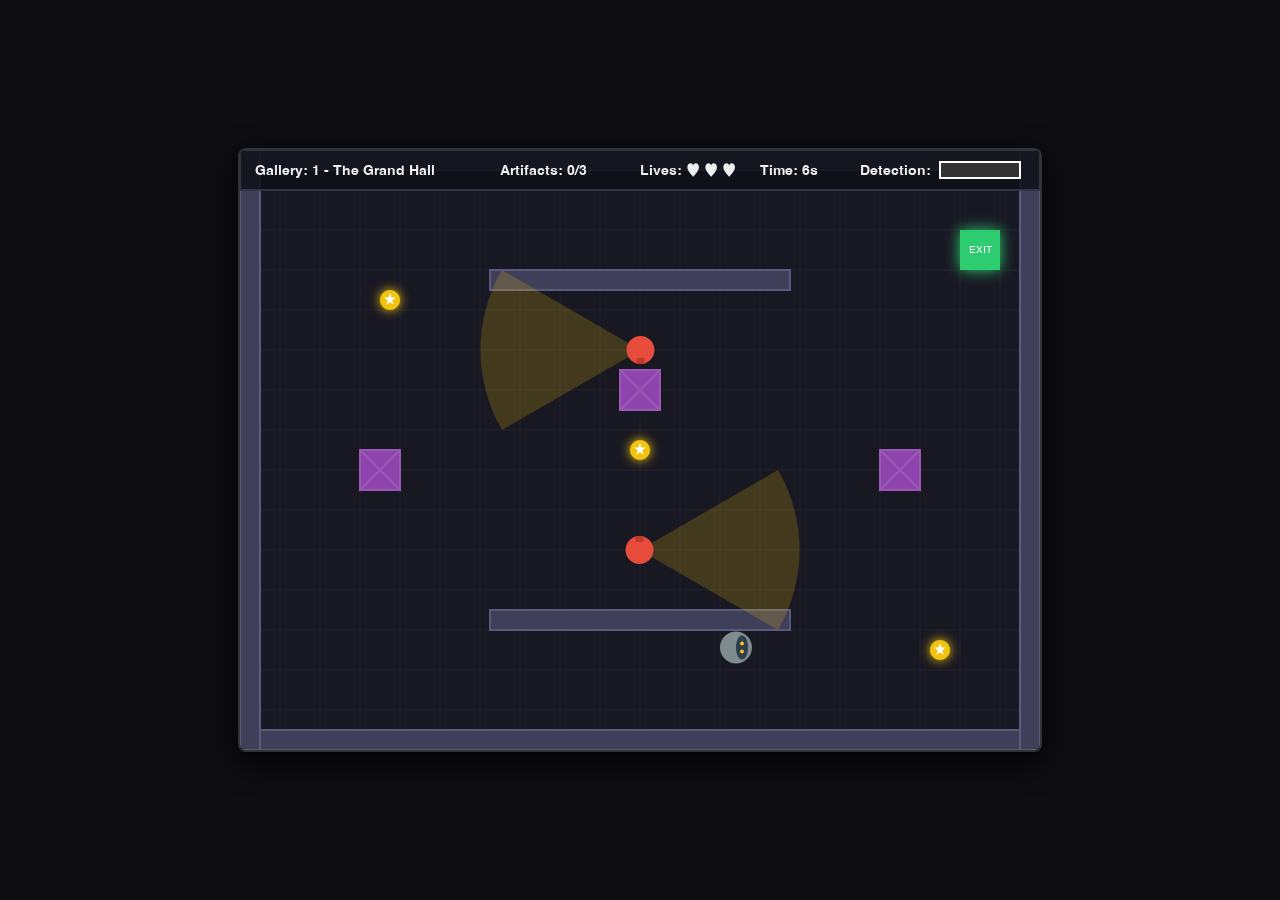 Gallery: 1 - The Grand Hall Artifacts: 0/3 Lives: ♥ ♥ ♥ Time: 6s Detection:
EXIT